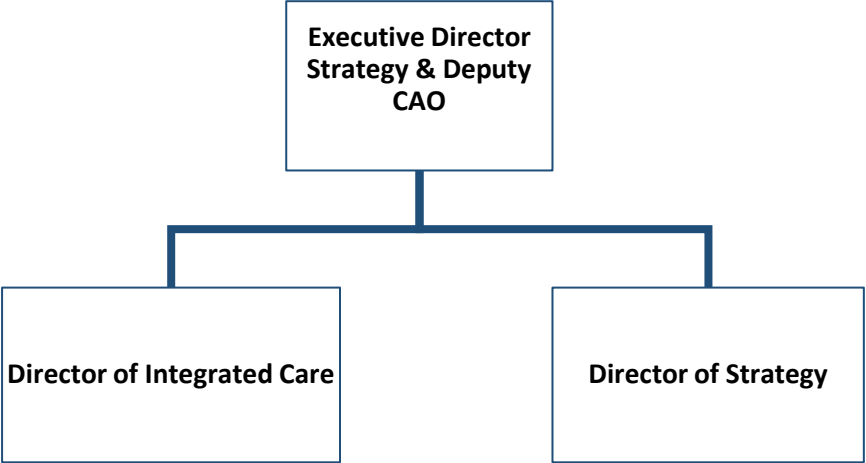 Executive Director
Strategy & Deputy
CAO
Director of Integrated Care
Director of Strategy